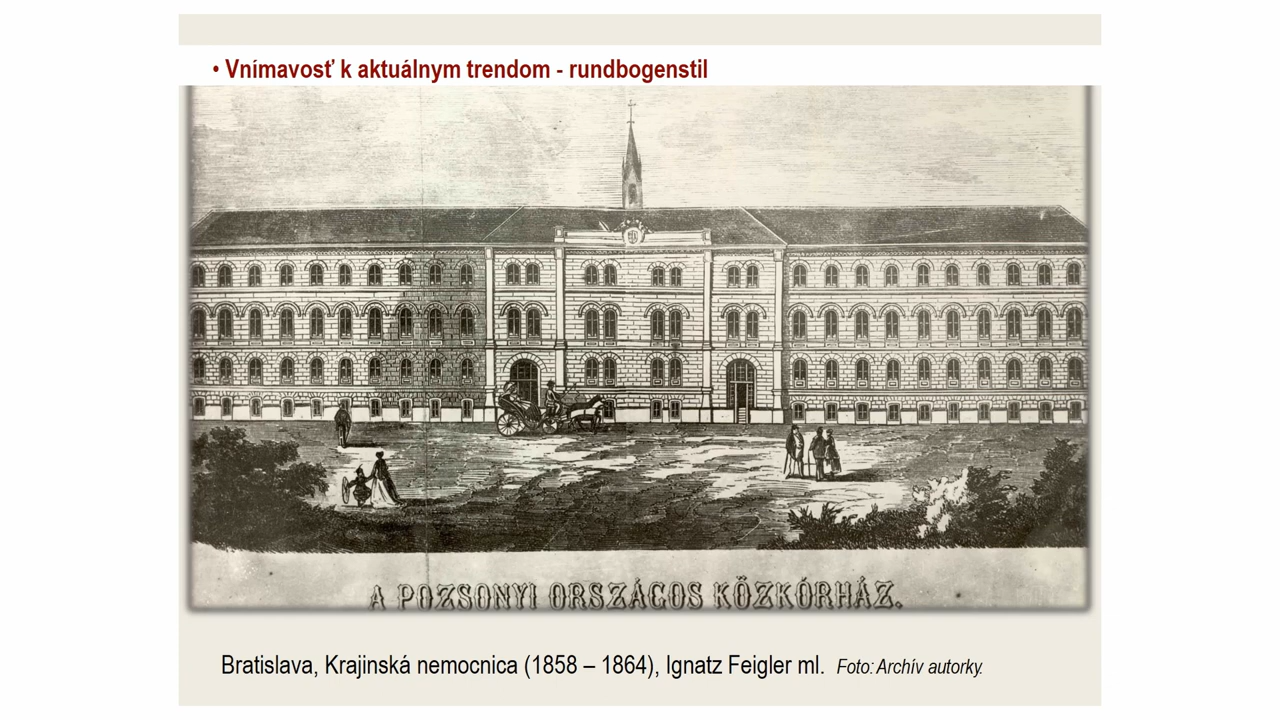 • Vnímavosť k aktuálnym trendom - rundbogenstil
A POZSONYI ORSZÁGOS KÖZKÓRHÁZ.
Bratislava, Krajinská nemocnica (1858 – 1864), Ignatz Feigler ml. Foto: Archív autorky.